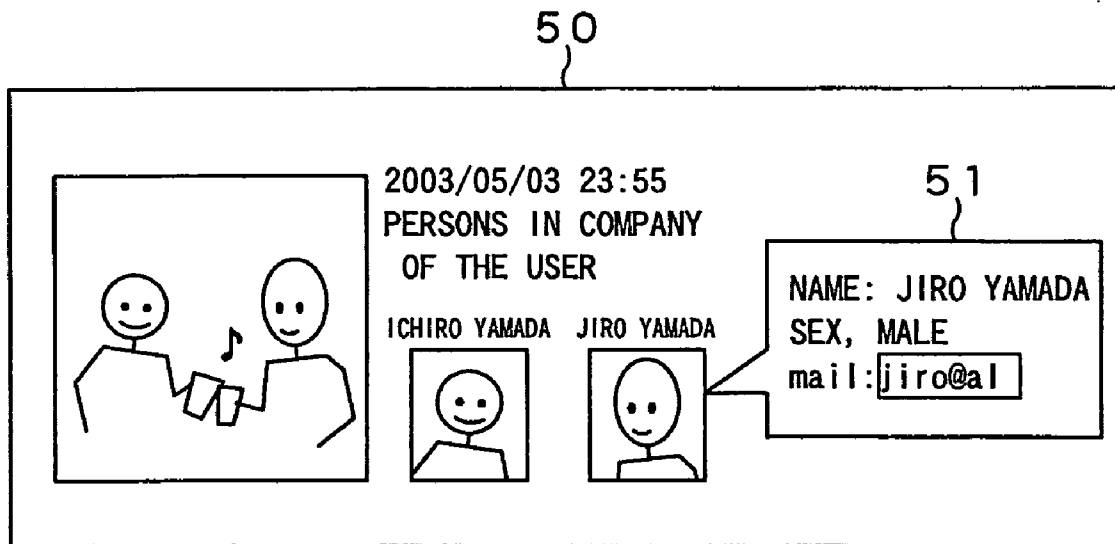 50
2003/05/03 23:55
PERSONS IN COMPANY
OF THE USER
ICHIRO YAMADA
JIRO YAMADA
51
NAME: JIRO YAMADA
SEX, MALE
mail:jiro@al